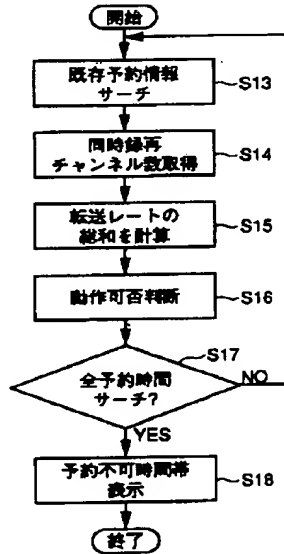 開始
既存予約情報
サーチ
S13
同時録再
チャンネル数取得
S14
転送レートの
総和を計算
S15
動作可否判断
S16
S17
全予約時間
サーチ?
NO
YES
予約不可時間帯
表示
S18
終了